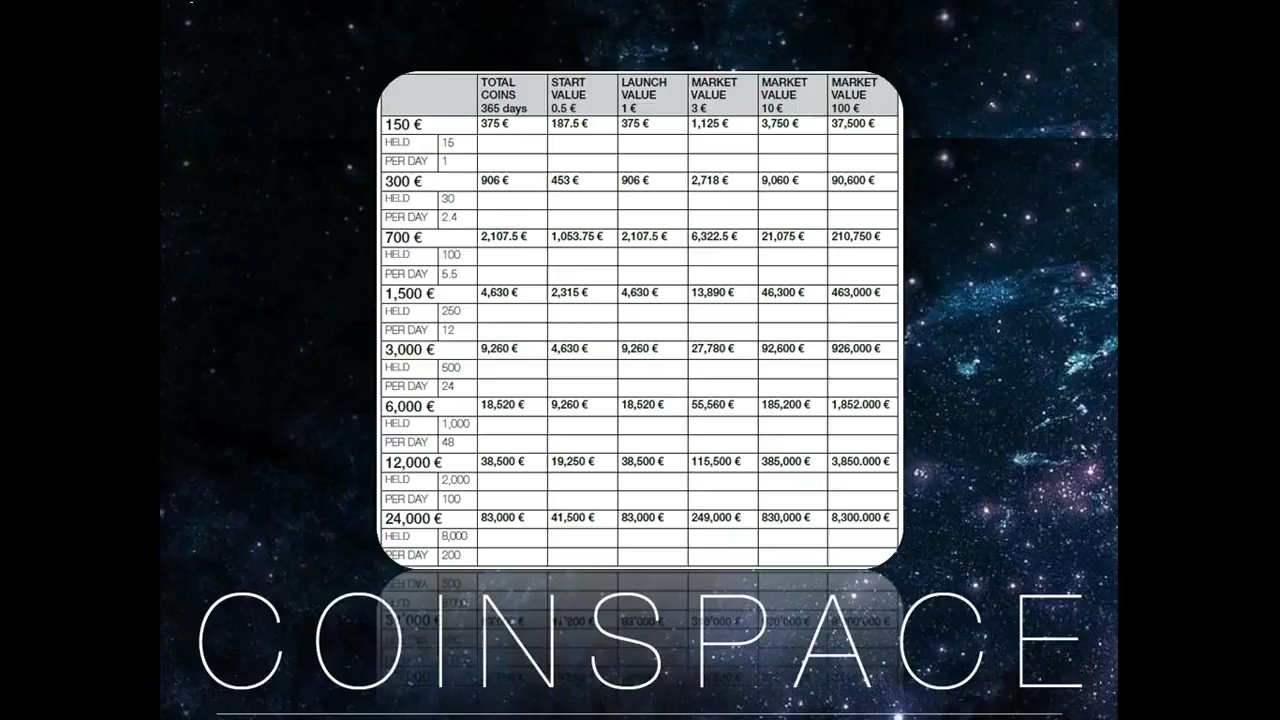 TOTAL COINS 365 days START VALUE 0.5 € LAUNCH VALUE 1 € MARKET VALUE 3 € MARKET VALUE 10 € MARKET VALUE 100 €
150 € 375 € 187.5 € 375 € 1,125 € 3,750 € 37,500 €
HELD 15
PER DAY 1
300 € 906 € 453 € 906 € 2,718 € 9,060 € 90,600 €
HELD 30
PER DAY 2.4
700 € 2,107.5 € 1,053.75 € 2,107.5 € 6,322.5 € 21,075 € 210,750 €
HELD 100
PER DAY 5.5
1,500 € 4,630 € 2,315 € 4,630 € 13,890 € 46,300 € 463,000 €
HELD 250
PER DAY 12
3,000 € 9,260 € 4,630 € 9,260 € 27,780 € 92,600 € 926,000 €
HELD 500
PER DAY 24
6,000 € 18,520 € 9,260 € 18,520 € 55,560 € 185,200 € 1,852.000 €
HELD 1,000
PER DAY 48
12,000 € 38,500 € 19,250 € 38,500 € 115,500 € 385,000 € 3,850.000 €
HELD 2,000
PER DAY 100
24,000 € 83,000 € 41,500 € 83,000 € 249,000 € 830,000 € 8,300.000 €
HELD 8,000
PER DAY 200
COINSPACE